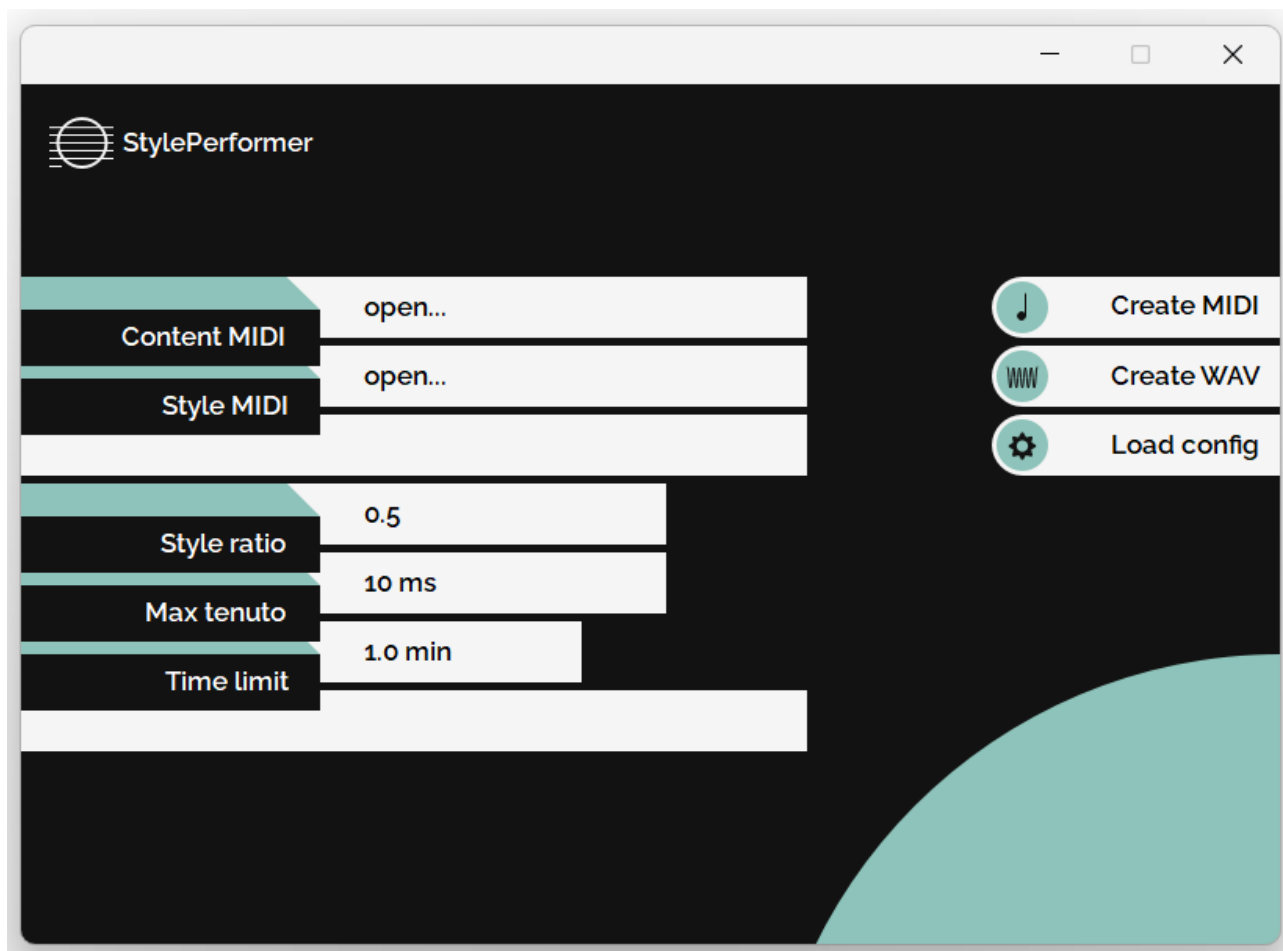 StylePerformer
Content MIDI
open...
Style MIDI
open...
Style ratio
0.5
Max tenuto
10 ms
Time limit
1.0 min
Create MIDI
Create WAV
Load config